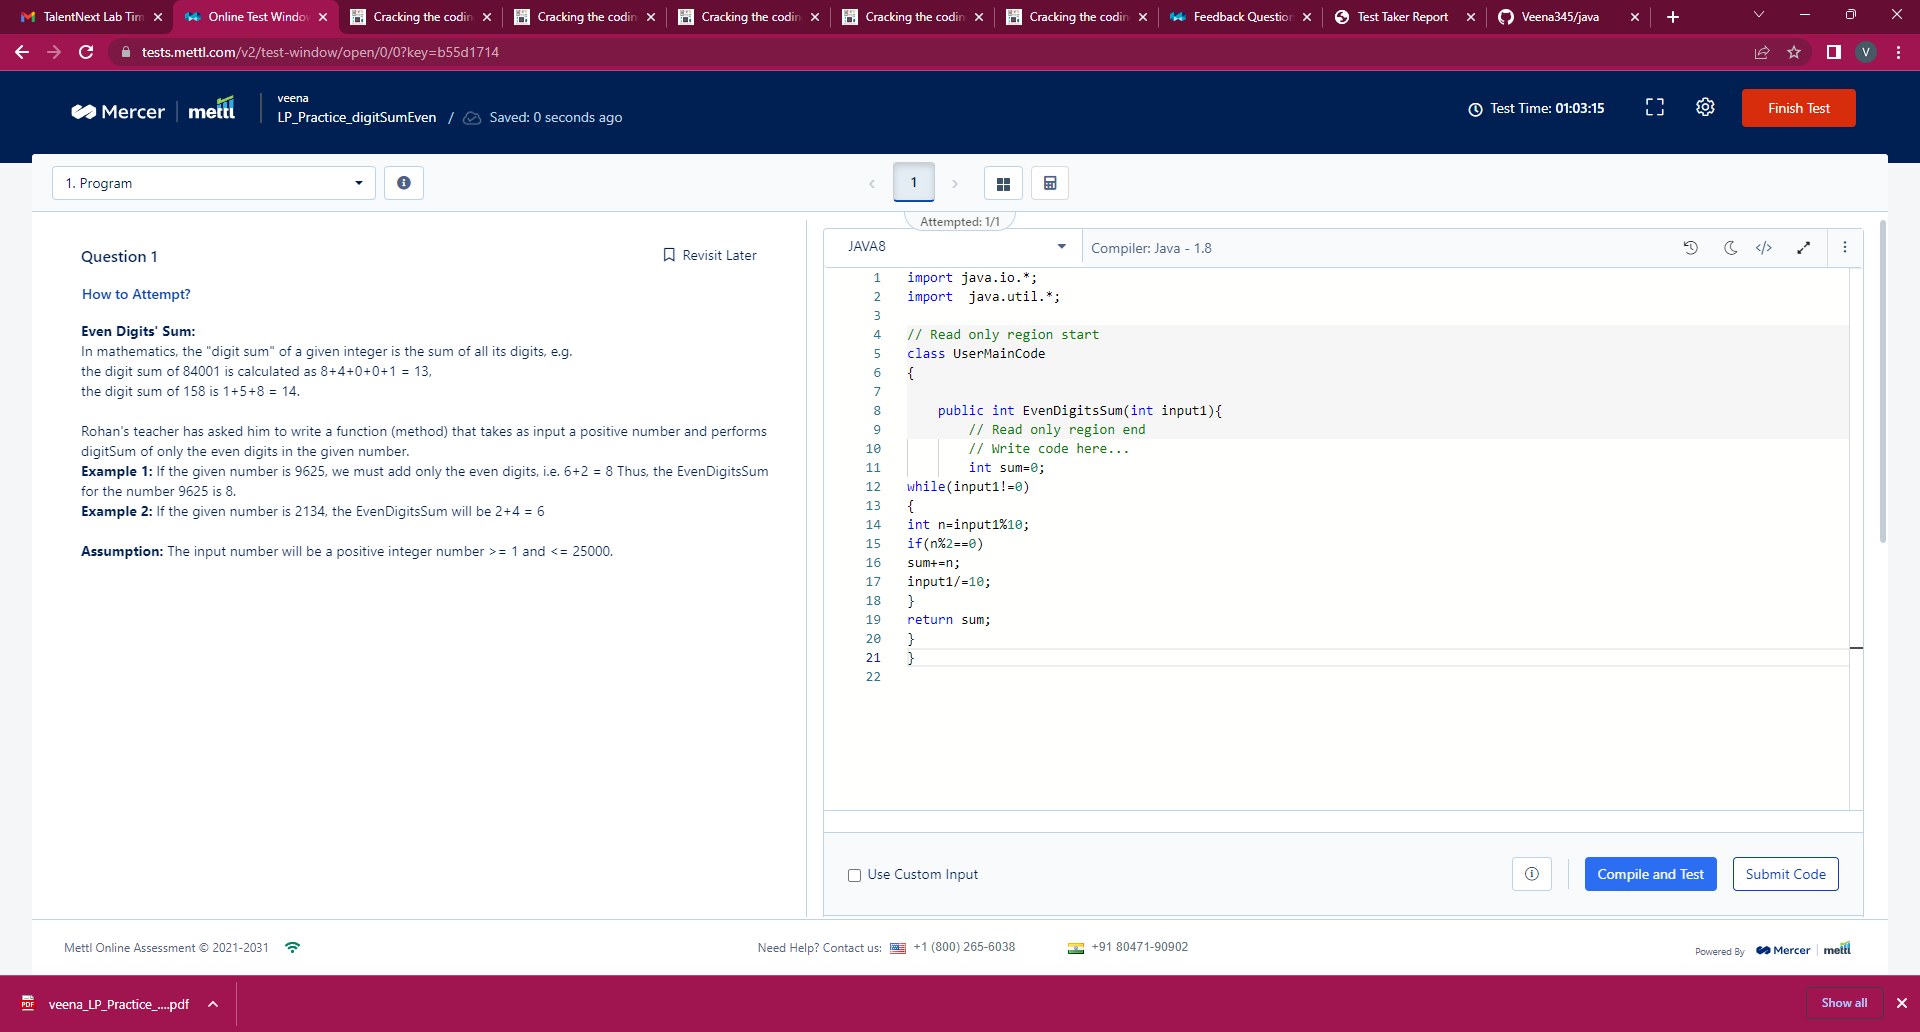 TalentNext Lab Tim
Online Test Window
Cracking the codin
Cracking the codin
Cracking the codin
Cracking the codin
Cracking the codin
Feedback Question
Test Taker Report
Veena345/java
tests.mettl.com/v2/test-window/open/0/0?key=b55d1714
V
Mercer | mettl
veena
LP_Practice_digitSumEven / Saved: 0 seconds ago
Test Time: 01:03:15
Finish Test
1. Program
1
Attempted: 1/1
Question 1
Revisit Later
How to Attempt?
Even Digits' Sum:
In mathematics, the "digit sum" of a given integer is the sum of all its digits, e.g.
the digit sum of 84001 is calculated as 8+4+0+0+1 = 13,
the digit sum of 158 is 1+5+8 = 14.
Rohan's teacher has asked him to write a function (method) that takes as input a positive number and performs
digitSum of only the even digits in the given number.
Example 1: If the given number is 9625, we must add only the even digits, i.e. 6+2 = 8 Thus, the EvenDigitsSum
for the number 9625 is 8.
Example 2: If the given number is 2134, the EvenDigitsSum will be 2+4 = 6
Assumption: The input number will be a positive integer number >= 1 and <= 25000.
JAVA8
Compiler: Java - 1.8
1 import java.io.*;
2 import  java.util.*;
3
4 // Read only region start
5 class UserMainCode
6 {
7
8 public int EvenDigitsSum(int input1){
9 // Read only region end
10 // Write code here...
11 int sum=0;
12 while(input1!=0)
13 {
14 int n=input1%10;
15 if(n%2==0)
16 sum+=n;
17 input1/=10;
18 }
19 return sum;
20 }
21 }
22
Use Custom Input
Compile and Test
Submit Code
Mettl Online Assessment © 2021-2031
Need Help? Contact us: +1 (800) 265-6038
+91 80471-90902
Powered By Mercer | mettl
PDF veena_LP_Practice_....pdf
Show all